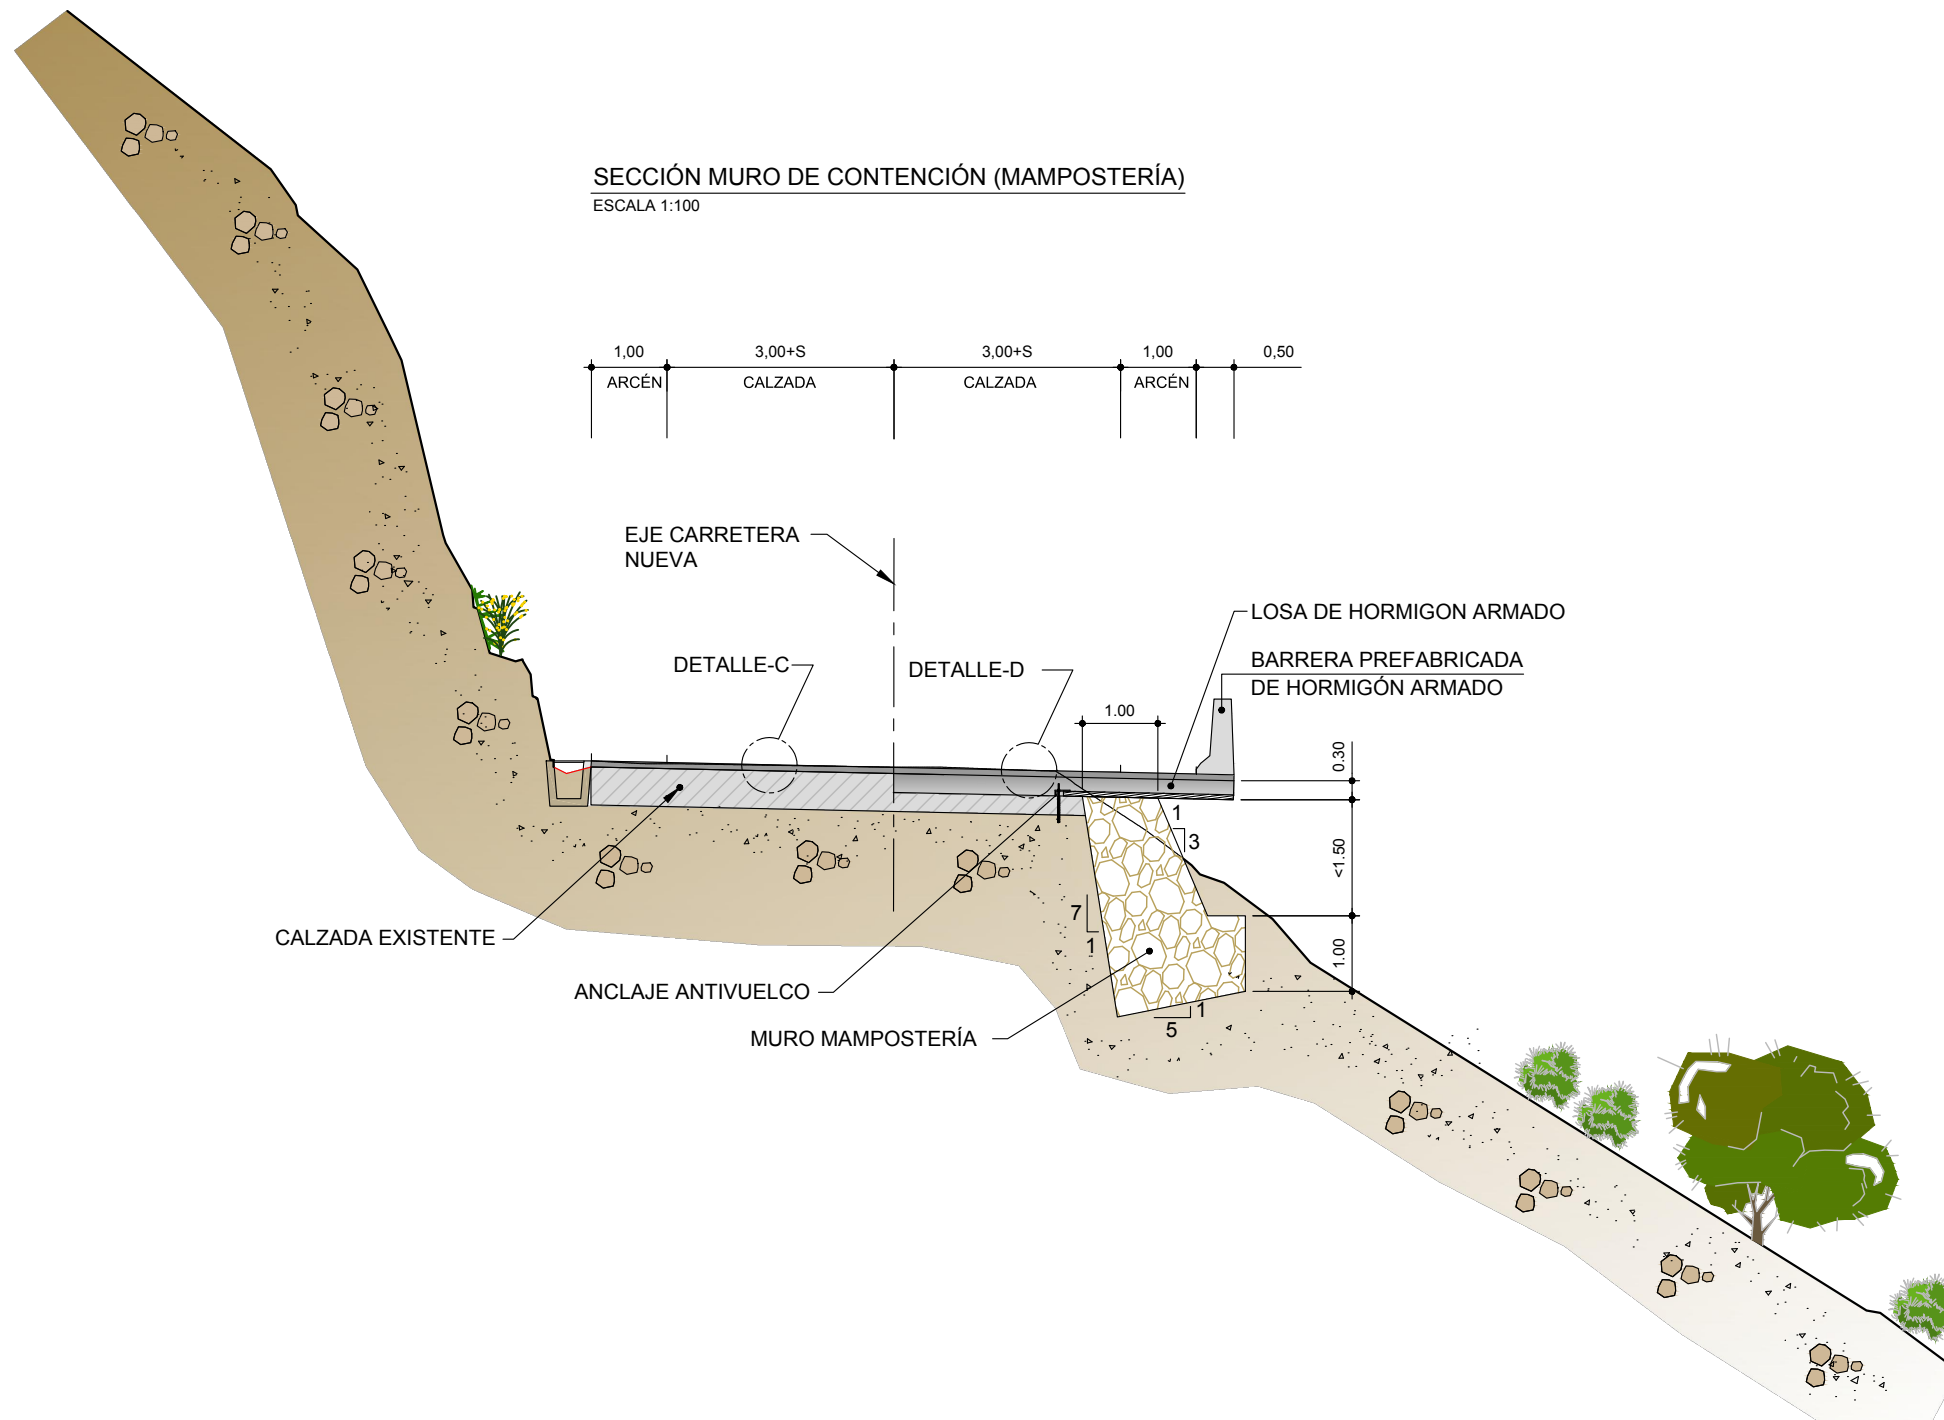 SECCIÓN MURO DE CONTENCIÓN (MAMPOSTERÍA)
ESCALA 1:100
1,00
3,00+S
3,00+S
1,00
0,50
ARCÉN
CALZADA
CALZADA
ARCÉN
EJE CARRETERA
NUEVA
LOSA DE HORMIGON ARMADO
DETALLE-C
DETALLE-D
BARRERA PREFABRICADA
DE HORMIGÓN ARMADO
1.00
0.30
1
3
<1.50
7
1
CALZADA EXISTENTE
1.00
ANCLAJE ANTIVUELCO
1
5
MURO MAMPOSTERÍA